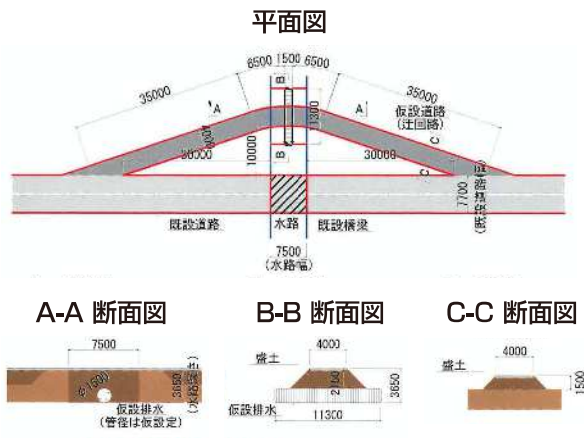 平面図
6500 1500 6500
35000
35000
B
A
A
11300
仮設道路
(迂回路)
C
30000
10000
30000
B
C
7700
既設道路
水路
既設橋梁
7500
(水路幅)
A-A 断面図
B-B 断面図
C-C 断面図
7500
3650
仮設排水
(管径は仮設定)
盛土
4000
2150
3650
仮設排水
11300
盛土
4000
1500